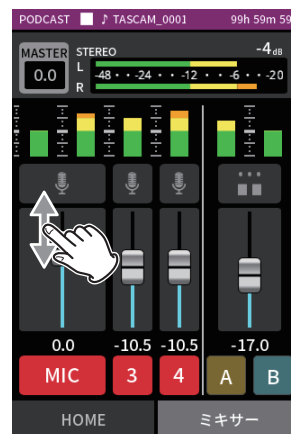 PODCAST ♪ TASCAM_0001 99h 59m 59
MASTER STEREO -4dB
0.0 L -48 · · -24 · · -12 · · -6 · · -20
R
0.0 -10.5 -10.5 -17.0
MIC 3 4 A B
HOME ミキサー